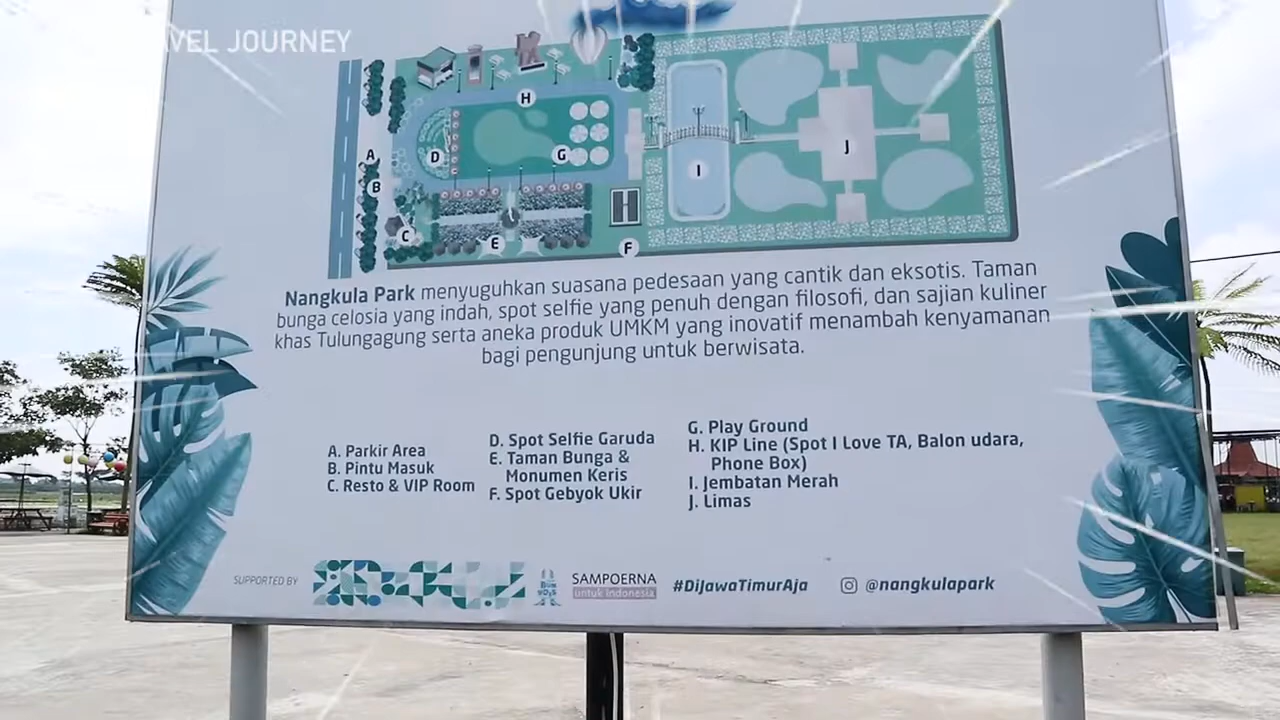 VEL JOURNEY
H
D
G
A
B
I
J
C
E
F
Nangkula Park menyuguhkan suasana pedesaan yang cantik dan eksotis. Taman
bunga celosia yang indah, spot selfie yang penuh dengan filosofi, dan sajian kuliner
khas Tulungagung serta aneka produk UMKM yang inovatif menambah kenyamanan
bagi pengunjung untuk berwisata.
A. Parkir Area
B. Pintu Masuk
C. Resto & VIP Room
D. Spot Selfie Garuda
E. Taman Bunga &
Monumen Keris
F. Spot Gebyok Ukir
G. Play Ground
H. KIP Line (Spot I Love TA, Balon udara,
Phone Box)
I. Jembatan Merah
J. Limas
SUPPORTED BY
SAMPOERNA
untuk Indonesia
#DiJawaTimurAja
@nangkulapark